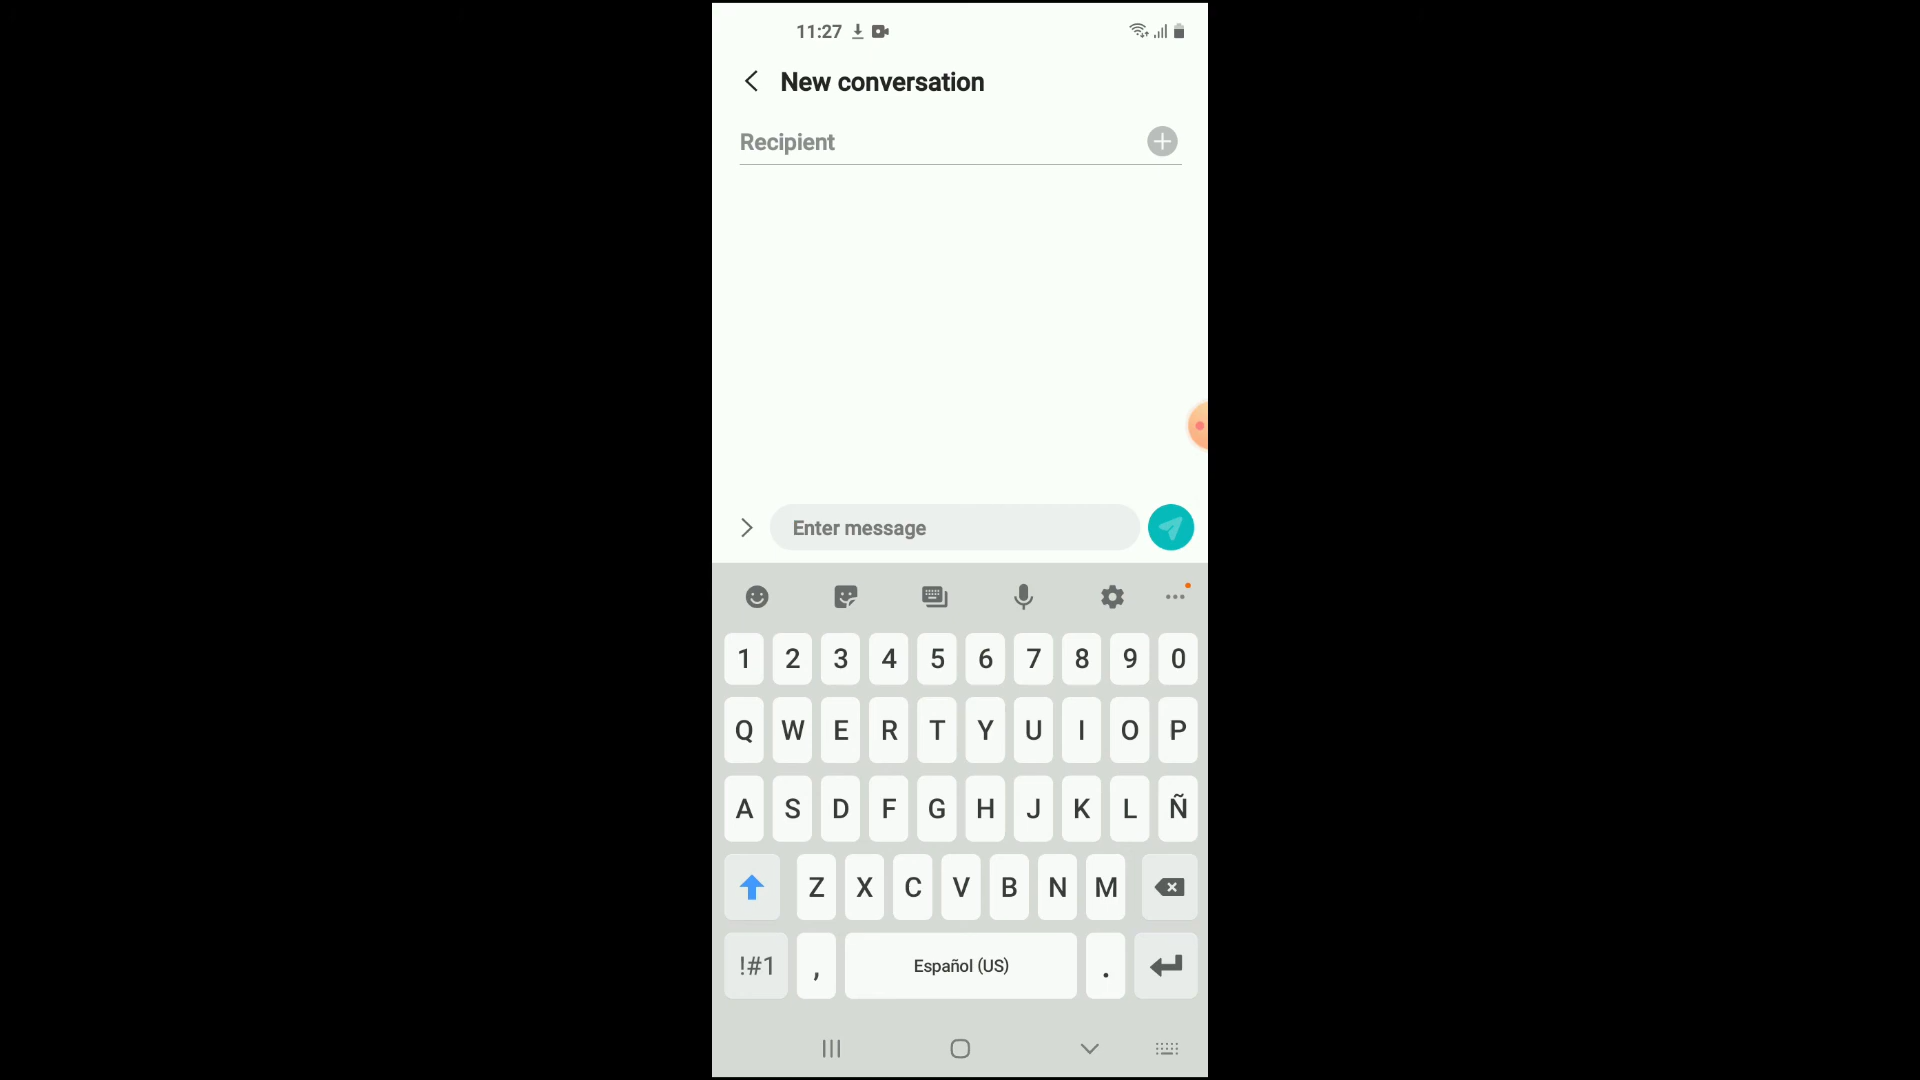 11:27
New conversation
Recipient
Enter message
1 2 3 4 5 6 7 8 9 0
Q W E R T Y U I O P
A S D F G H J K L Ñ
Z X C V B N M
!#1 , Español (US) .